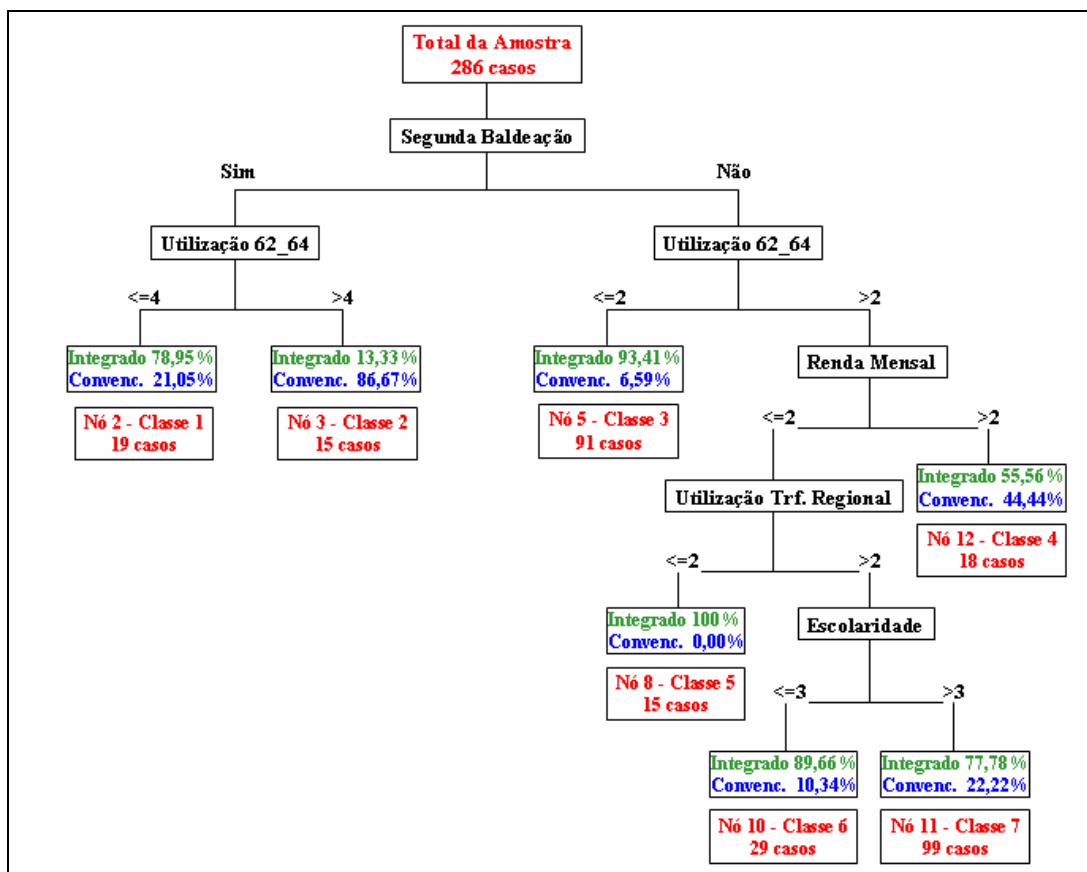 Total da Amostra
286 casos
Segunda Baldeação
Sim
Não
Utilização 62_64
Utilização 62_64
<=4
>4
<=2
>2
Integrado 78,95%
Convenc. 21,05%
Integrado 13,33%
Convenc. 86,67%
Integrado 93,41%
Convenc. 6,59%
Renda Mensal
Nó 2 - Classe 1
19 casos
Nó 3 - Classe 2
15 casos
Nó 5 - Classe 3
91 casos
<=2
>2
Utilização Trf. Regional
Integrado 55,56%
Convenc. 44,44%
Nó 12 - Classe 4
18 casos
<=2
>2
Integrado 100%
Convenc. 0,00%
Escolaridade
Nó 8 - Classe 5
15 casos
<=3
>3
Integrado 89,66%
Convenc. 10,34%
Integrado 77,78%
Convenc. 22,22%
Nó 10 - Classe 6
29 casos
Nó 11 - Classe 7
99 casos